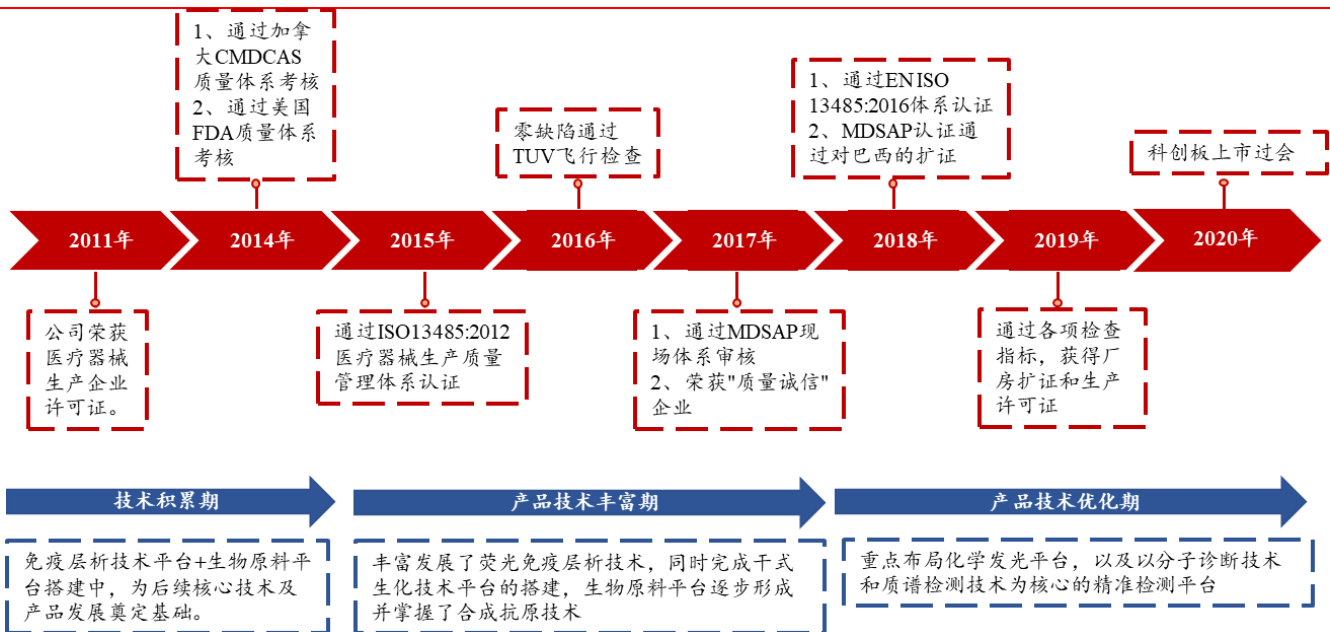 1、通过加拿
大CMDCAS
质量体系考核
2、通过美国
FDA质量体系
考核
零缺陷通过
TUV飞行检查
1、通过EN ISO
13485:2016体系认证
2、MDSAP认证通
过对巴西的扩证
科创板上市过会
2011年
2014年
2015年
2016年
2017年
2018年
2019年
2020年
公司荣获
医疗器械
生产企业
许可证。
通过ISO13485:2012
医疗器械生产质量
管理体系认证
1、通过MDSAP现
场体系审核
2、荣获"质量诚信"
企业
通过各项检查
指标，获得厂
房扩证和生产
许可证
技术积累期
产品技术丰富期
产品技术优化期
免疫层析技术平台+生物原料平
台搭建中，为后续核心技术及
产品发展奠定基础。
丰富发展了荧光免疫层析技术，同时完成干式
生化技术平台的搭建，生物原料平台逐步形成
并掌握了合成抗原技术
重点布局化学发光平台，以及以分子诊断技术
和质谱检测技术为核心的精准检测平台